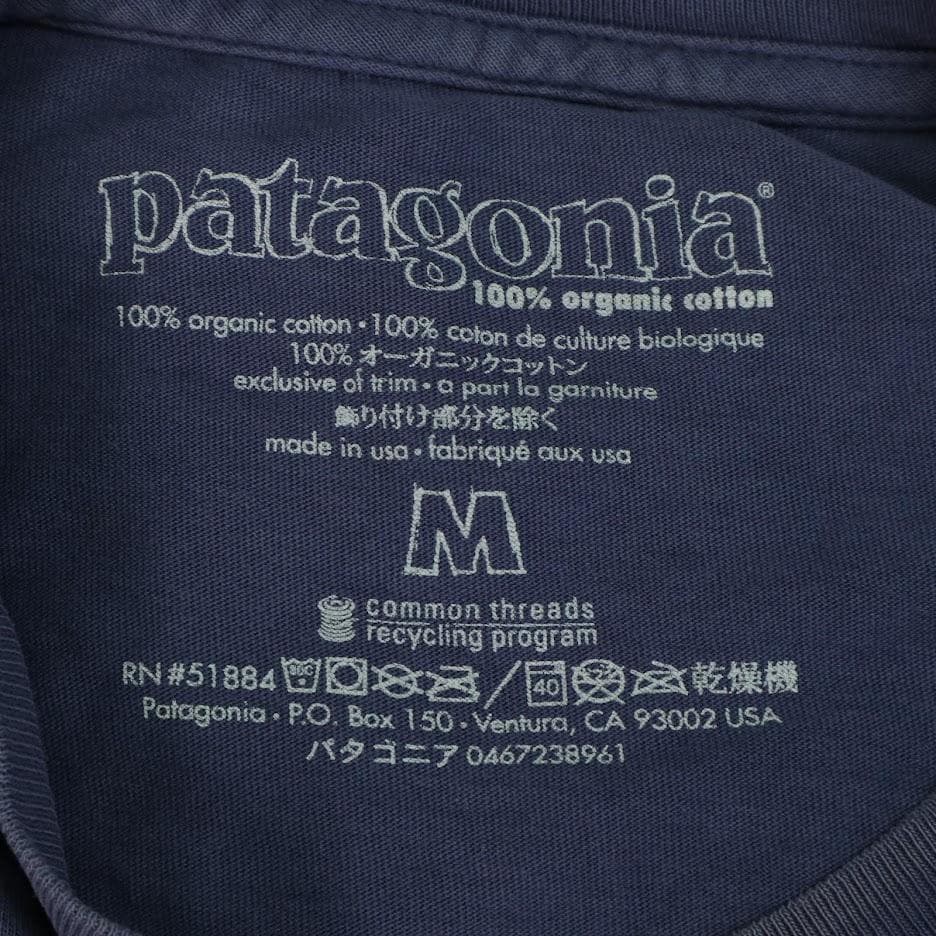 patagonia®
100% organic cotton
100% organic cotton • 100% coton de culture biologique
100% オーガニックコットン
exclusive of trim • a part la garniture
飾り付け部分を除く
made in usa • fabriqué aux usa
M
common threads
recycling program
RN #51884 40 乾燥機
Patagonia • P.O. Box 150 • Ventura, CA 93002 USA
パタゴニア 0467238961